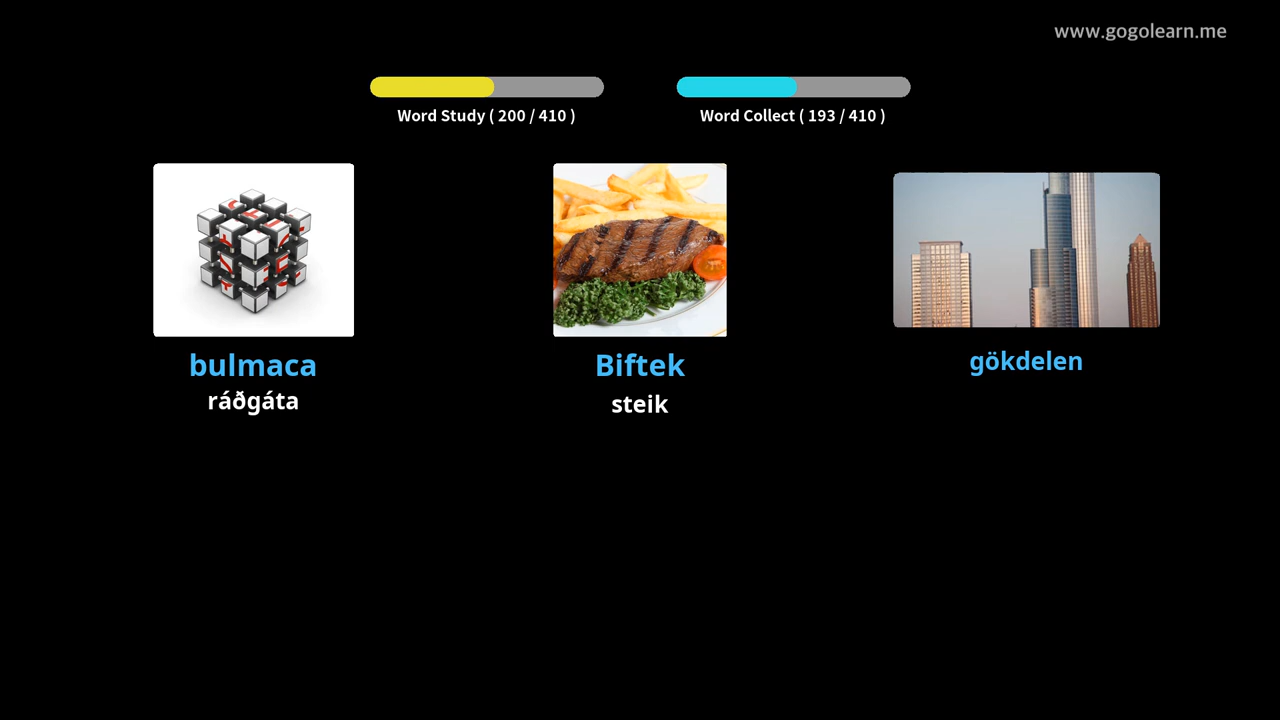 www.gogolearn.me
Word Study ( 200 / 410 )
Word Collect ( 193 / 410 )
bulmaca
ráðgáta
Biftek
steik
gökdelen